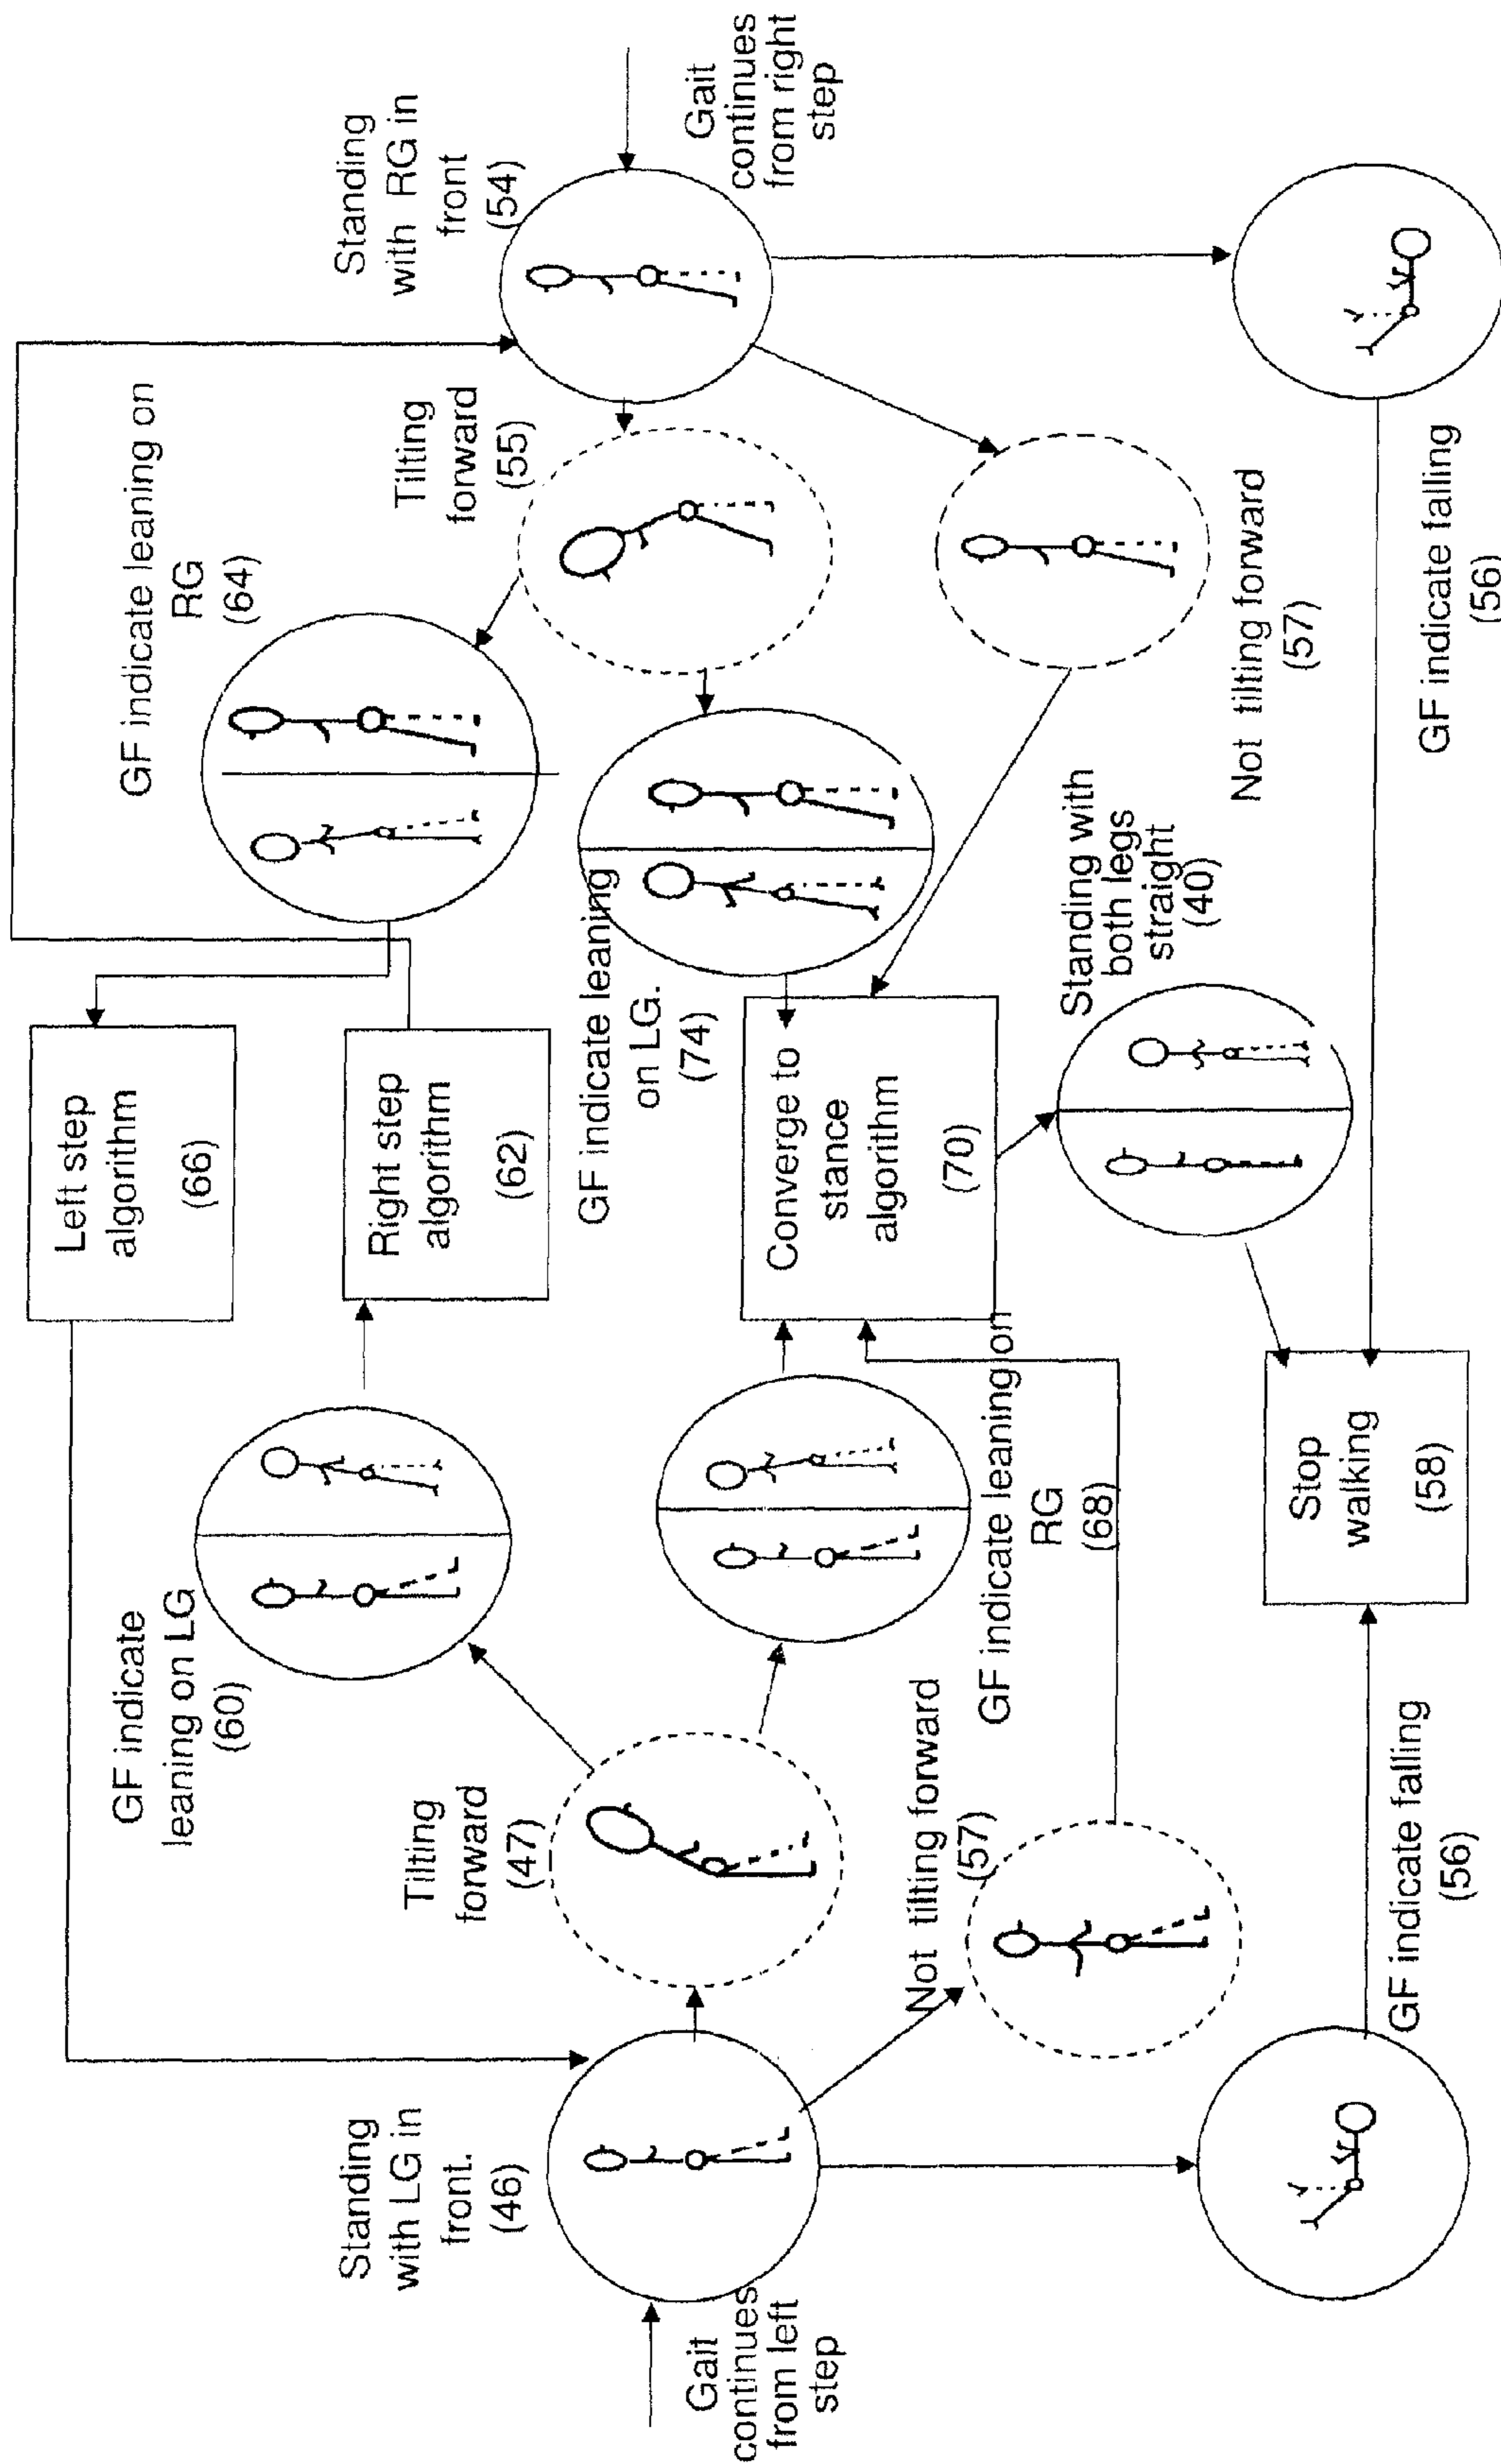 Gait
continues
from left
step
Standing
with LG in
front.
(46)
Tilting
forward
(47)
Not tilting forward
(57)
GF indicate falling
(56)
GF indicate
leaning on LG
(60)
GF indicate leaning on
RG
(68)
Left step
algorithm
(66)
Right step
algorithm
(62)
Converge to
stance
algorithm
(70)
Stop
walking
(58)
Standing with
both legs
straight
(40)
GF indicate leaning
on LG.
(74)
GF indicate leaning on
RG
(64)
Tilting
forward
(55)
Not tilting forward
(57)
Standing
with RG in
front
(54)
Gait
continues
from right
step
GF indicate falling
(56)